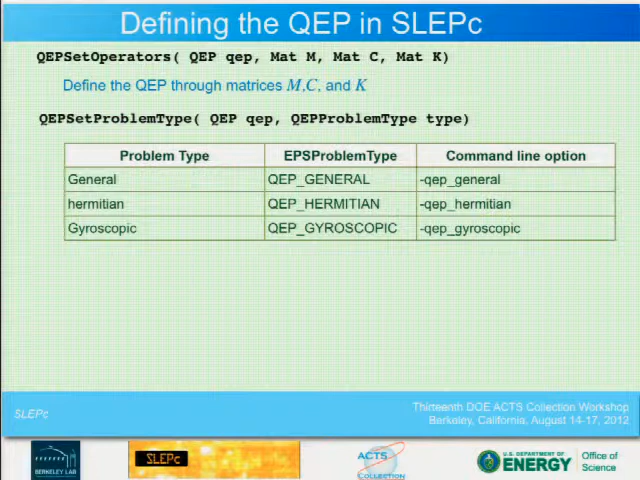 Defining the QEP in SLEPc
QEPSetOperators( QEP qep, Mat M, Mat C, Mat K)
Define the QEP through matrices M,C, and K
QEPSetProblemType( QEP qep, QEPProblemType type)
Problem Type EPSProblemType Command line option
General QEP_GENERAL -qep_general
hermitian QEP_HERMITIAN -qep_hermitian
Gyroscopic QEP_GYROSCOPIC -qep_gyroscopic
SLEPc
Thirteenth DOE ACTS Collection Workshop
Berkeley, California, August 14-17, 2012
BERKELEY LAB
SLEPc
ACTS
COLLECTION
U.S. DEPARTMENT OF
ENERGY
Office of
Science